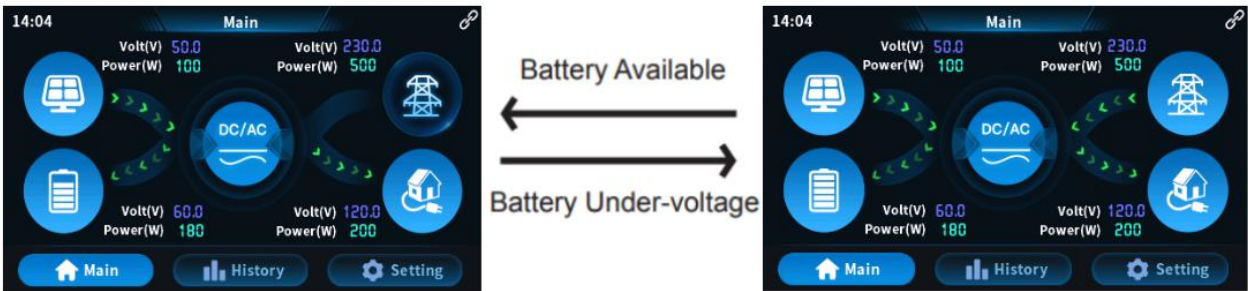 14:04 Main
Volt(V) 50.0 Volt(V) 230.0
Power(W) 100 Power(W) 500
DC/AC
Volt(V) 60.0 Volt(V) 120.0
Power(W) 180 Power(W) 200
Main History Setting
Battery Available
Battery Under-voltage
14:04 Main
Volt(V) 50.0 Volt(V) 230.0
Power(W) 100 Power(W) 500
DC/AC
Volt(V) 60.0 Volt(V) 120.0
Power(W) 180 Power(W) 200
Main History Setting